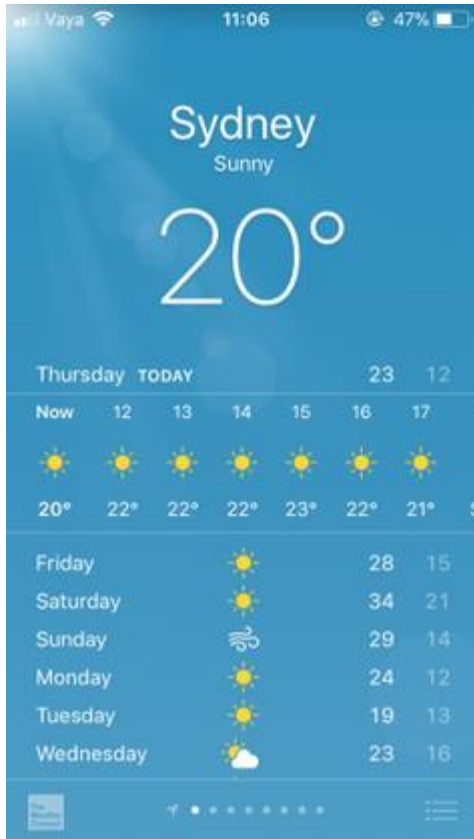 Vaya 11:06 47%
Sydney
Sunny
20°
Thursday TODAY 23 12
Now 12 13 14 15 16 17
20° 22° 22° 22° 23° 22° 21°
Friday 28 15
Saturday 34 21
Sunday 29 14
Monday 24 12
Tuesday 19 13
Wednesday 23 16